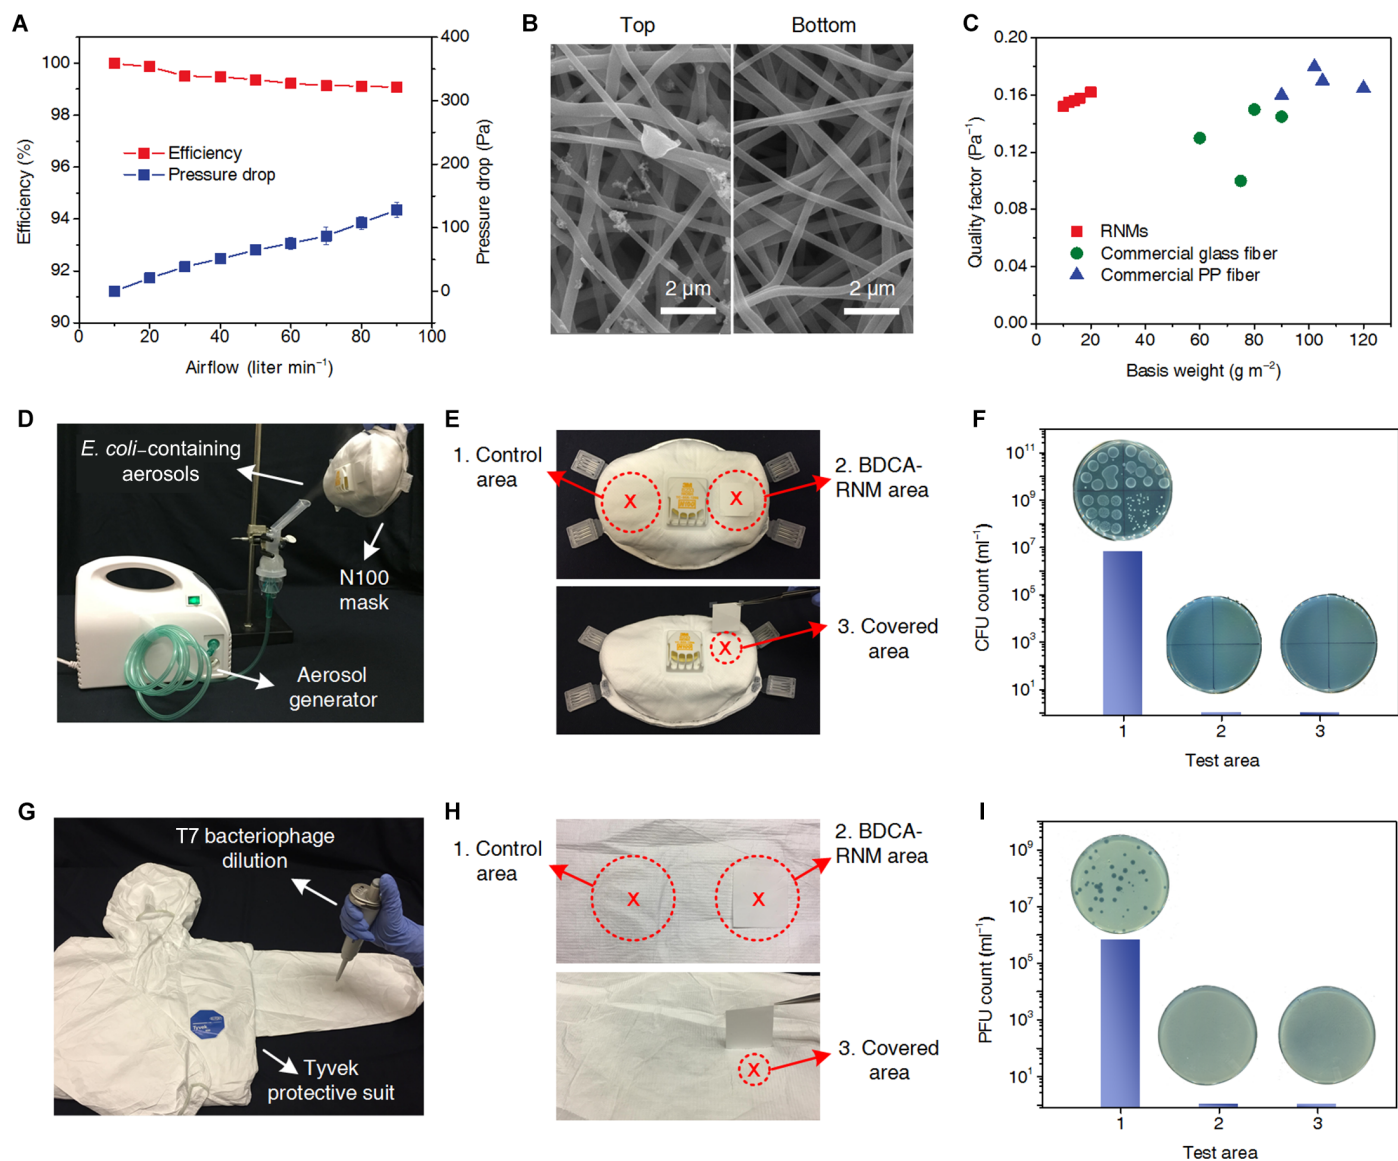 A
Efficiency (%)
100
99
98
97
96
95
94
93
92
91
90
400
300
200
100
0
Pressure drop (Pa)
Efficiency
Pressure drop
0 20 40 60 80 100
Airflow (liter min⁻¹)
B
Top Bottom
2 µm 2 µm
C
Quality factor (Pa⁻¹)
0.20
0.16
0.12
0.08
0.04
0.00
RNMs
Commercial glass fiber
Commercial PP fiber
0 20 40 60 80 100 120
Basis weight (g m⁻²)
D
E. coli–containing
aerosols
N100
mask
Aerosol
generator
E
1. Control
area
2. BDCA-
RNM area
X X
3. Covered
area
X
F
CFU count (ml⁻¹)
10¹¹
10⁹
10⁷
10⁵
10³
10¹
1 2 3
Test area
G
T7 bacteriophage
dilution
Tyvek
Tyvek
protective suit
H
1. Control
area
2. BDCA-
RNM area
X X
3. Covered
area
X
I
PFU count (ml⁻¹)
10⁹
10⁷
10⁵
10³
10¹
1 2 3
Test area